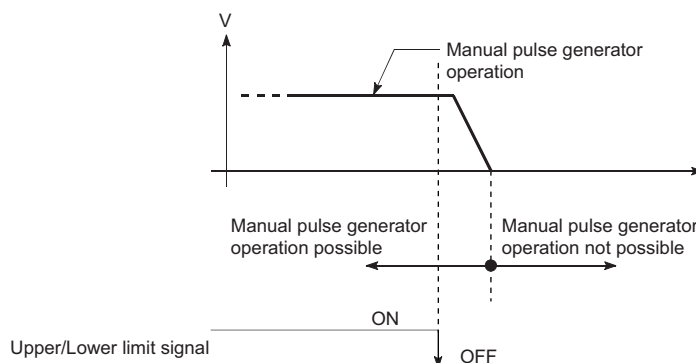 V
Manual pulse generator
operation
Manual pulse generator
operation possible
Manual pulse generator
operation not possible
ON
Upper/Lower limit signal
OFF